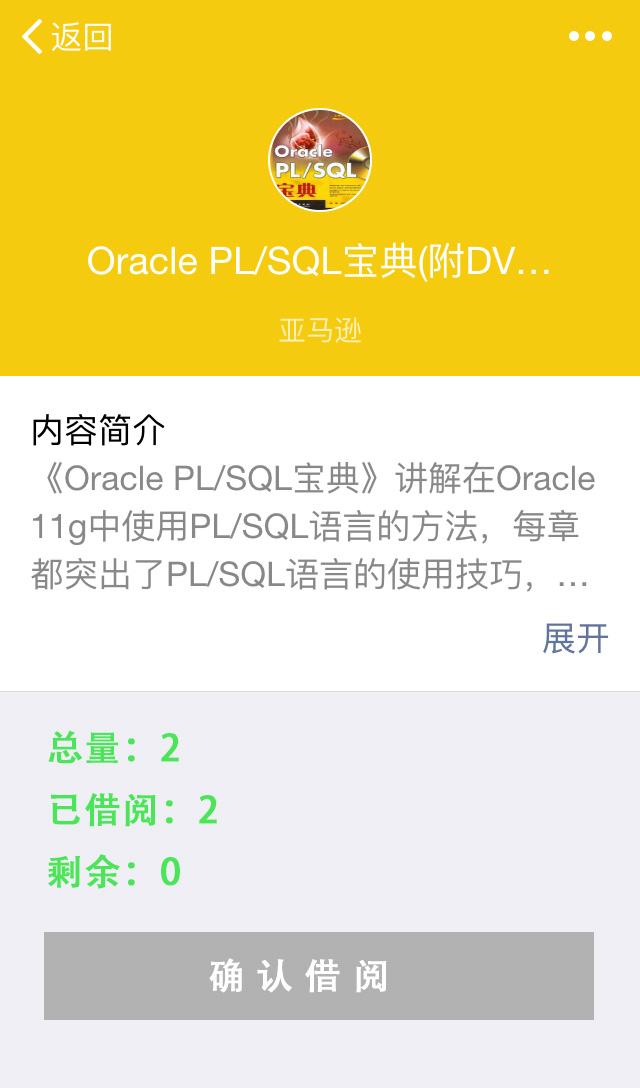 返回
Oracle
PL/SQL
宝典
Oracle PL/SQL宝典(附DV...
亚马逊
内容简介
《Oracle PL/SQL宝典》讲解在Oracle
11g中使用PL/SQL语言的方法，每章
都突出了PL/SQL语言的使用技巧，...
展开
总量：2
已借阅：2
剩余：0
确认借阅